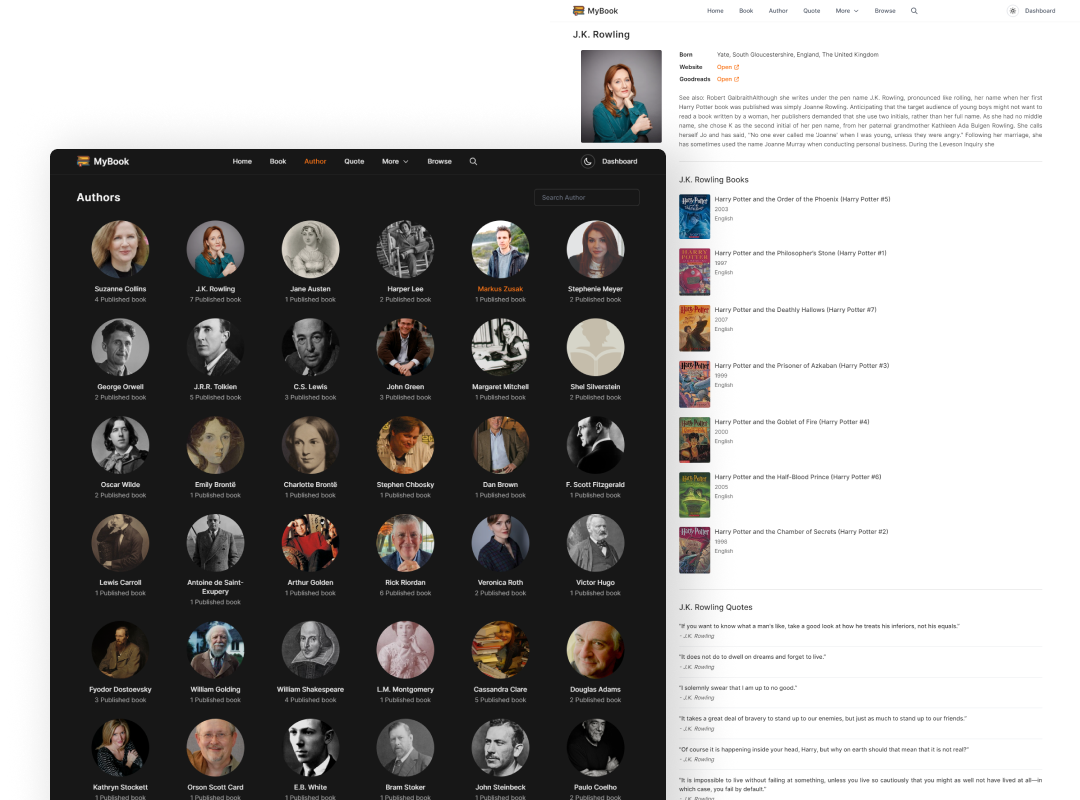 MyBook
Home Book Author Quote More Browse
Dashboard
J.K. Rowling
Born Yate, South Gloucestershire, England, The United Kingdom
Website Open
Goodreads Open
See also: Robert GalbraithAlthough she writes under the pen name J.K. Rowling, pronounced like rolling, her name when her first
Harry Potter book was published was simply Joanne Rowling. Anticipating that the target audience of young boys might not want to
read a book written by a woman, her publishers demanded that she use two initials, rather than her full name. As she had no middle
name, she chose K as the second initial of her pen name, from her paternal grandmother Kathleen Ada Bulgen Rowling. She calls
herself Jo and has said, "No one ever called me 'Joanne' when I was young, unless they were angry." Following her marriage, she
has sometimes used the name Joanne Murray when conducting personal business. During the Leveson Inquiry she
J.K. Rowling Books
Harry Potter and the Order of the Phoenix (Harry Potter #5)
2003
English
Harry Potter and the Philosopher's Stone (Harry Potter #1)
1997
English
Harry Potter and the Deathly Hallows (Harry Potter #7)
2007
English
Harry Potter and the Prisoner of Azkaban (Harry Potter #3)
1999
English
Harry Potter and the Goblet of Fire (Harry Potter #4)
2000
English
Harry Potter and the Half-Blood Prince (Harry Potter #6)
2005
English
Harry Potter and the Chamber of Secrets (Harry Potter #2)
1998
English
J.K. Rowling Quotes
"If you want to know what a man's like, take a good look at how he treats his inferiors, not his equals."
- J.K. Rowling
"It does not do to dwell on dreams and forget to live."
- J.K. Rowling
"I solemnly swear that I am up to no good."
- J.K. Rowling
"It takes a great deal of bravery to stand up to our enemies, but just as much to stand up to our friends."
- J.K. Rowling
"Of course it is happening inside your head, Harry, but why on earth should that mean that it is not real?"
- J.K. Rowling
"It is impossible to live without failing at something, unless you live so cautiously that you might as well not have lived at all—in
which case, you fail by default."
- J.K. Rowling
MyBook
Home Book Author Quote More Browse
Dashboard
Authors
Search Author
Suzanne Collins J.K. Rowling Jane Austen Harper Lee Markus Zusak Stephenie Meyer
4 Published book 7 Published book 1 Published book 2 Published book 1 Published book 2 Published book
George Orwell J.R.R. Tolkien C.S. Lewis John Green Margaret Mitchell Shel Silverstein
2 Published book 5 Published book 3 Published book 3 Published book 1 Published book 2 Published book
Oscar Wilde Emily Brontë Charlotte Brontë Stephen Chbosky Dan Brown F. Scott Fitzgerald
2 Published book 1 Published book 1 Published book 1 Published book 1 Published book 1 Published book
Lewis Carroll Antoine de Saint- Arthur Golden Rick Riordan Veronica Roth Victor Hugo
Exupery
1 Published book 1 Published book 1 Published book 6 Published book 2 Published book 1 Published book
Fyodor Dostoevsky William Golding William Shakespeare L.M. Montgomery Cassandra Clare Douglas Adams
3 Published book 1 Published book 4 Published book 1 Published book 5 Published book 2 Published book
Kathryn Stockett Orson Scott Card E.B. White Bram Stoker John Steinbeck Paulo Coelho
1 Published book 1 Published book 1 Published book 1 Published book 1 Published book 1 Published book